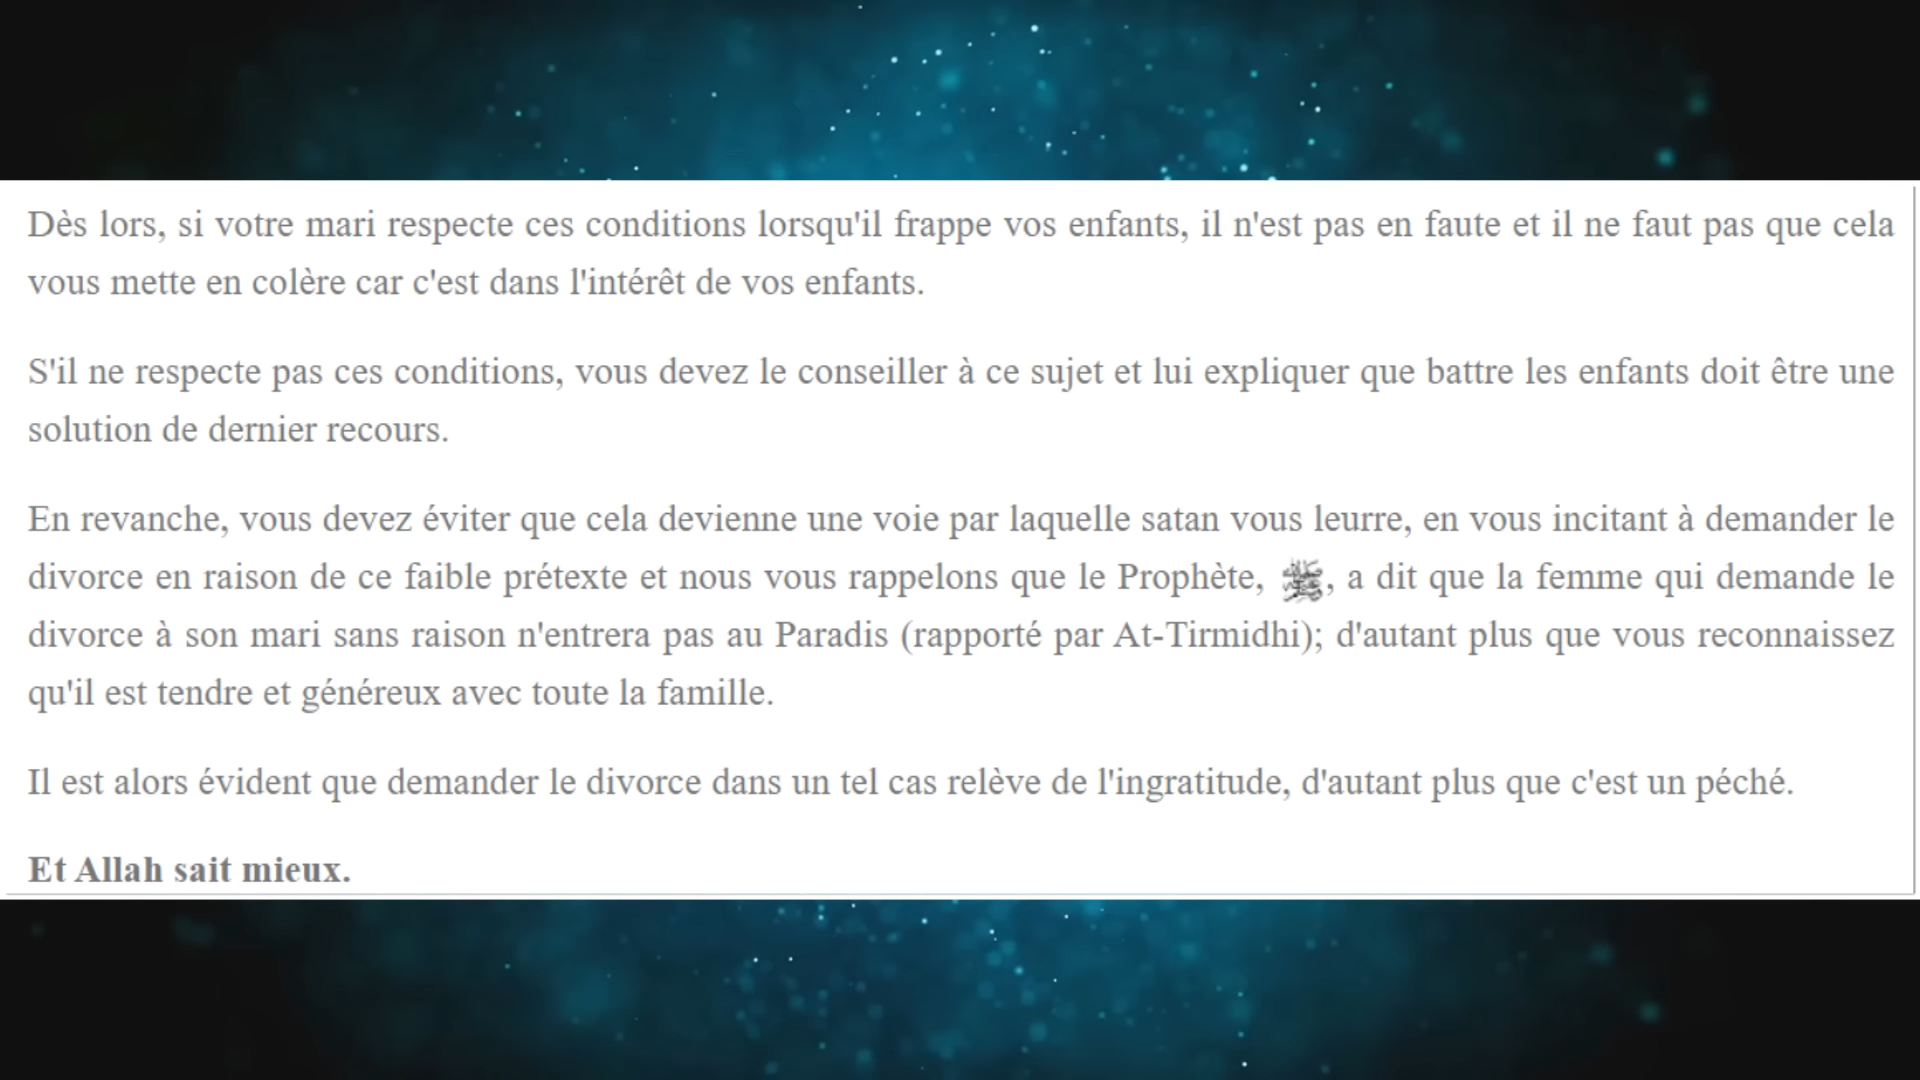 Dès lors, si votre mari respecte ces conditions lorsqu'il frappe vos enfants, il n'est pas en faute et il ne faut pas que cela
vous mette en colère car c'est dans l'intérêt de vos enfants.
S'il ne respecte pas ces conditions, vous devez le conseiller à ce sujet et lui expliquer que battre les enfants doit être une
solution de dernier recours.
En revanche, vous devez éviter que cela devienne une voie par laquelle satan vous leurre, en vous incitant à demander le
divorce en raison de ce faible prétexte et nous vous rappelons que le Prophète, ﷺ, a dit que la femme qui demande le
divorce à son mari sans raison n'entrera pas au Paradis (rapporté par At-Tirmidhi); d'autant plus que vous reconnaissez
qu'il est tendre et généreux avec toute la famille.
Il est alors évident que demander le divorce dans un tel cas relève de l'ingratitude, d'autant plus que c'est un péché.
Et Allah sait mieux.